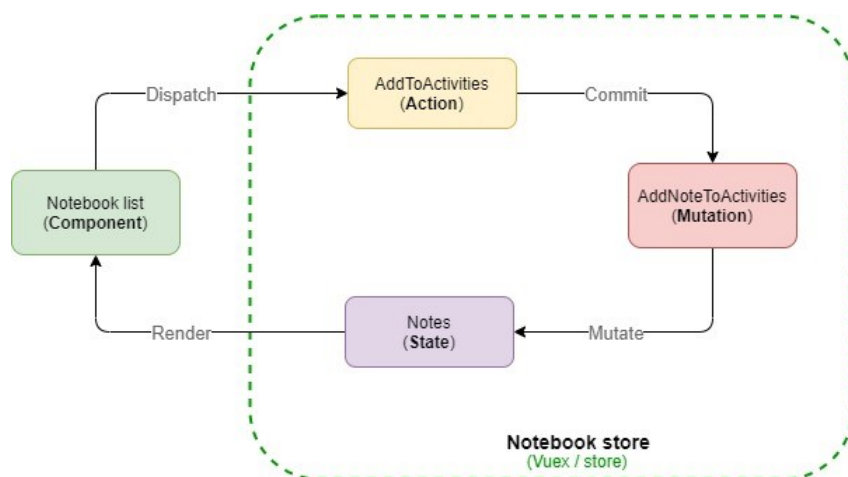 Dispatch
AddToActivities
(Action)
Commit
Notebook list
(Component)
AddNoteToActivities
(Mutation)
Render
Notes
(State)
Mutate
Notebook store
(Vuex / store)